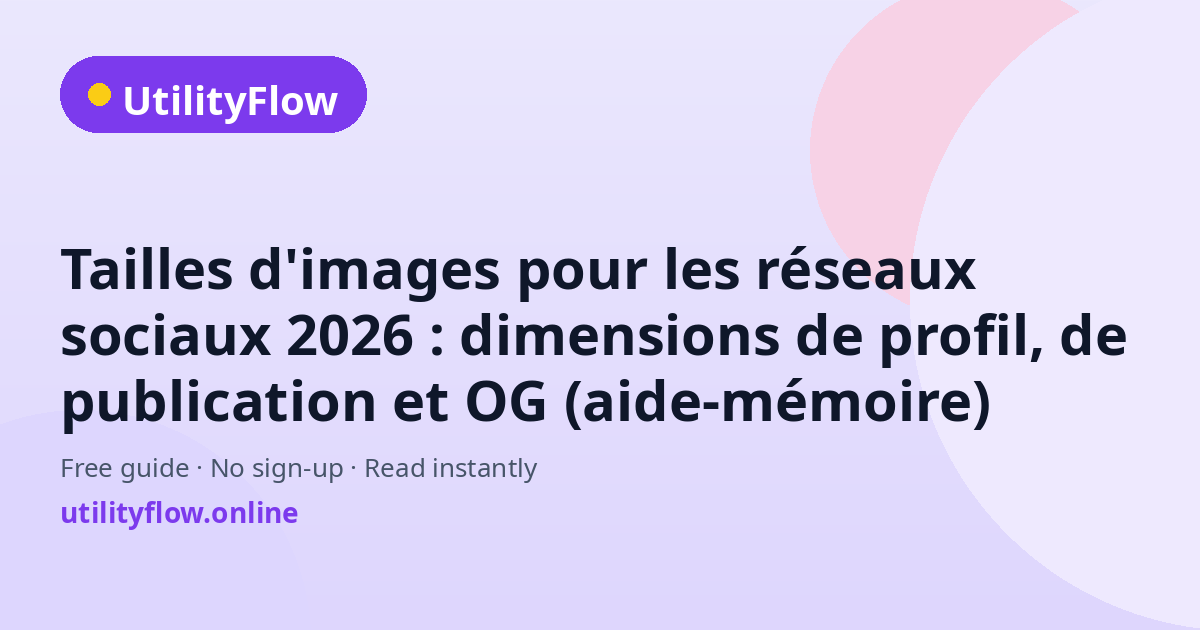 UtilityFlow
Tailles d'images pour les réseaux
sociaux 2026 : dimensions de profil, de
publication et OG (aide-mémoire)
Free guide · No sign-up · Read instantly
utilityflow.online